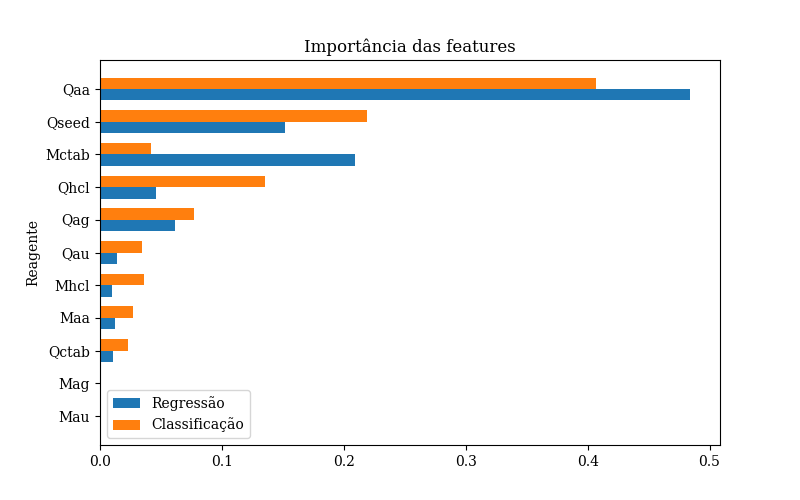 Importância das features
Reagente
Qaa
Qseed
Mctab
Qhcl
Qag
Qau
Mhcl
Maa
Qctab
Mag
Mau
Regressão
Classificação
0.0 0.1 0.2 0.3 0.4 0.5